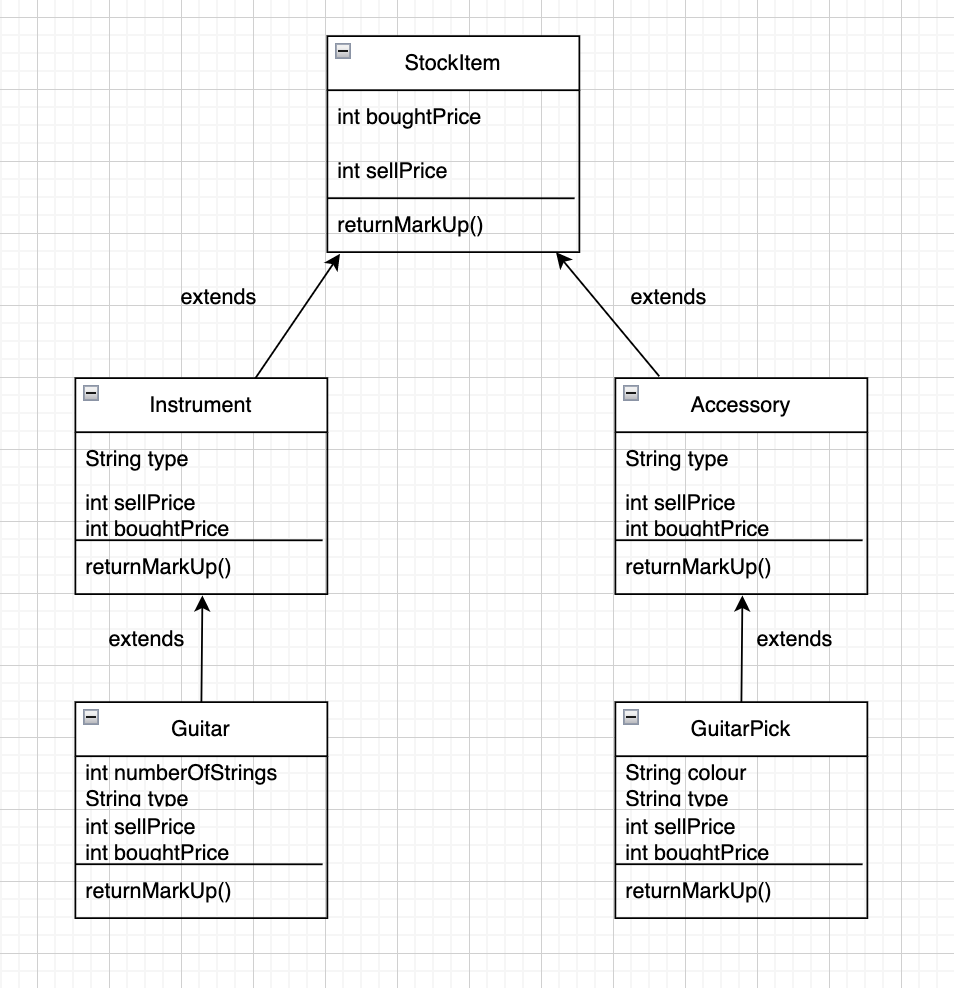 StockItem
int boughtPrice
int sellPrice
returnMarkUp()
extends
extends
Instrument
String type
int sellPrice
int boughtPrice
returnMarkUp()
Accessory
String type
int sellPrice
int boughtPrice
returnMarkUp()
extends
extends
Guitar
int numberOfStrings
String type
int sellPrice
int boughtPrice
returnMarkUp()
GuitarPick
String colour
String type
int sellPrice
int boughtPrice
returnMarkUp()